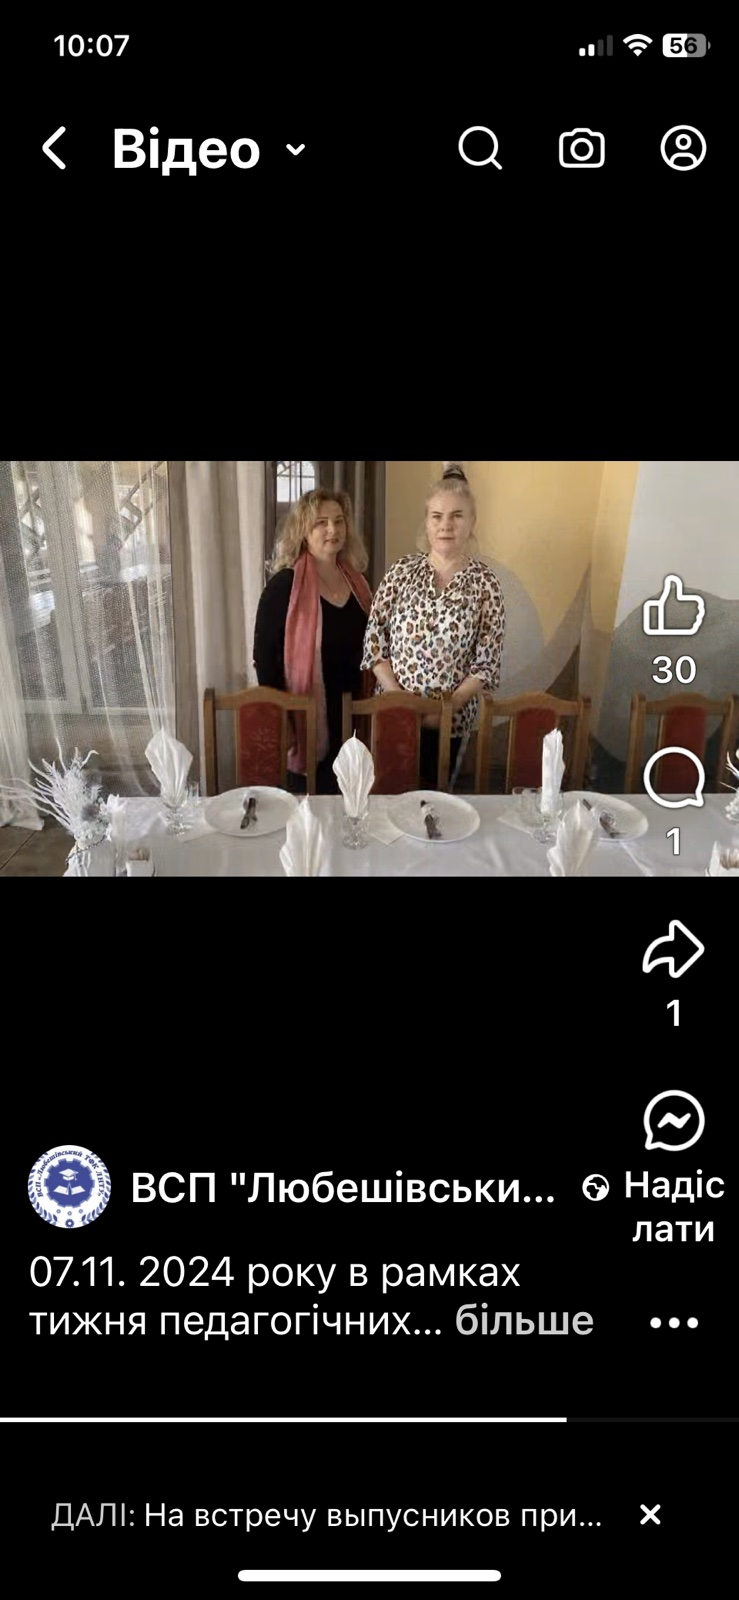 10:07
56
Відео
30
1
1
ВСП "Любешівськи...
Надіс
лати
07.11. 2024 року в рамках
тижня педагогічних... більше
ДАЛІ: На встречу выпусников при...